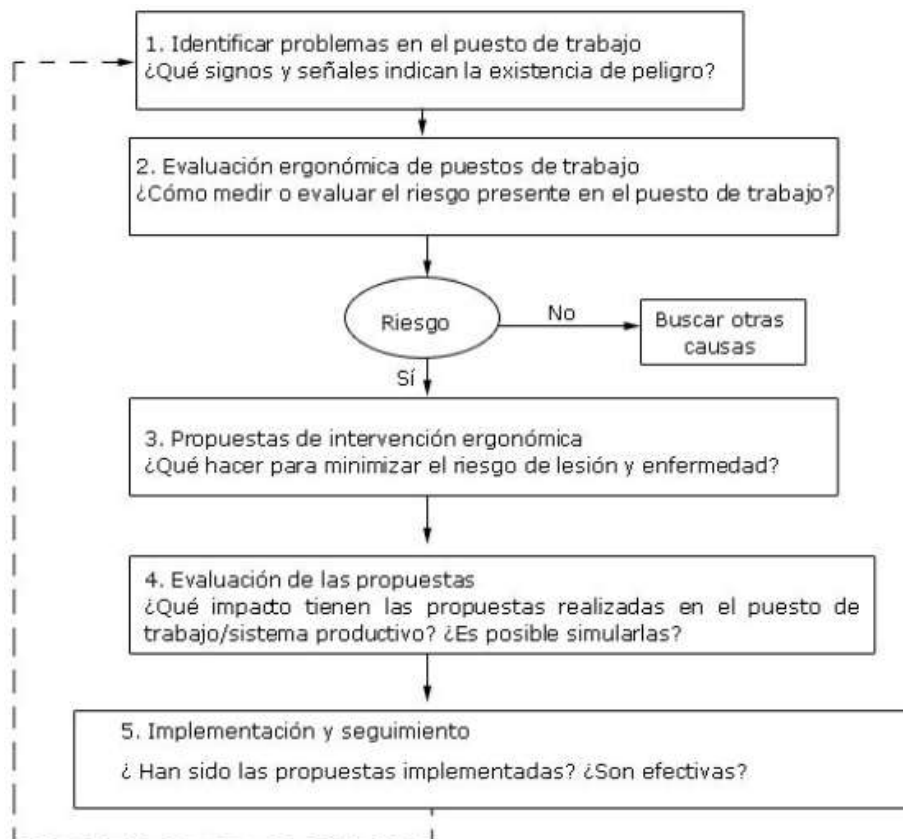 1. Identificar problemas en el puesto de trabajo
¿Qué signos y señales indican la existencia de peligro?
2. Evaluación ergonómica de puestos de trabajo
¿Cómo medir o evaluar el riesgo presente en el puesto de trabajo?
Riesgo
No
Buscar otras
causas
Sí
3. Propuestas de intervención ergonómica
¿Qué hacer para minimizar el riesgo de lesión y enfermedad?
4. Evaluación de las propuestas
¿Qué impacto tienen las propuestas realizadas en el puesto de
trabajo/sistema productivo? ¿Es posible simularlas?
5. Implementación y seguimiento
¿ Han sido las propuestas implementadas? ¿Son efectivas?